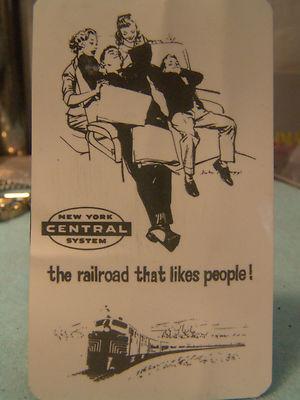 NEW YORK
CENTRAL
SYSTEM
the railroad that likes people!